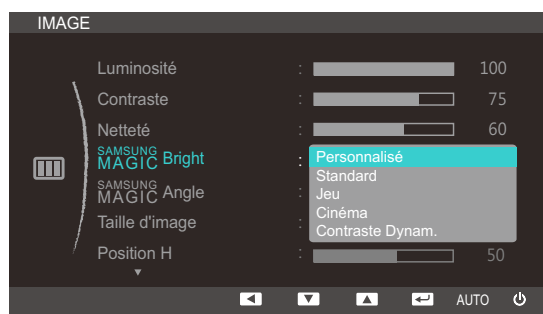 IMAGE
Luminosité : 100
Contraste : 75
Netteté : 60
SAMSUNG
MAGIC Bright : Personnalisé
Standard
SAMSUNG
MAGIC Angle : Jeu
Cinéma
Taille d'image : Contraste Dynam.
Position H : 50
AUTO